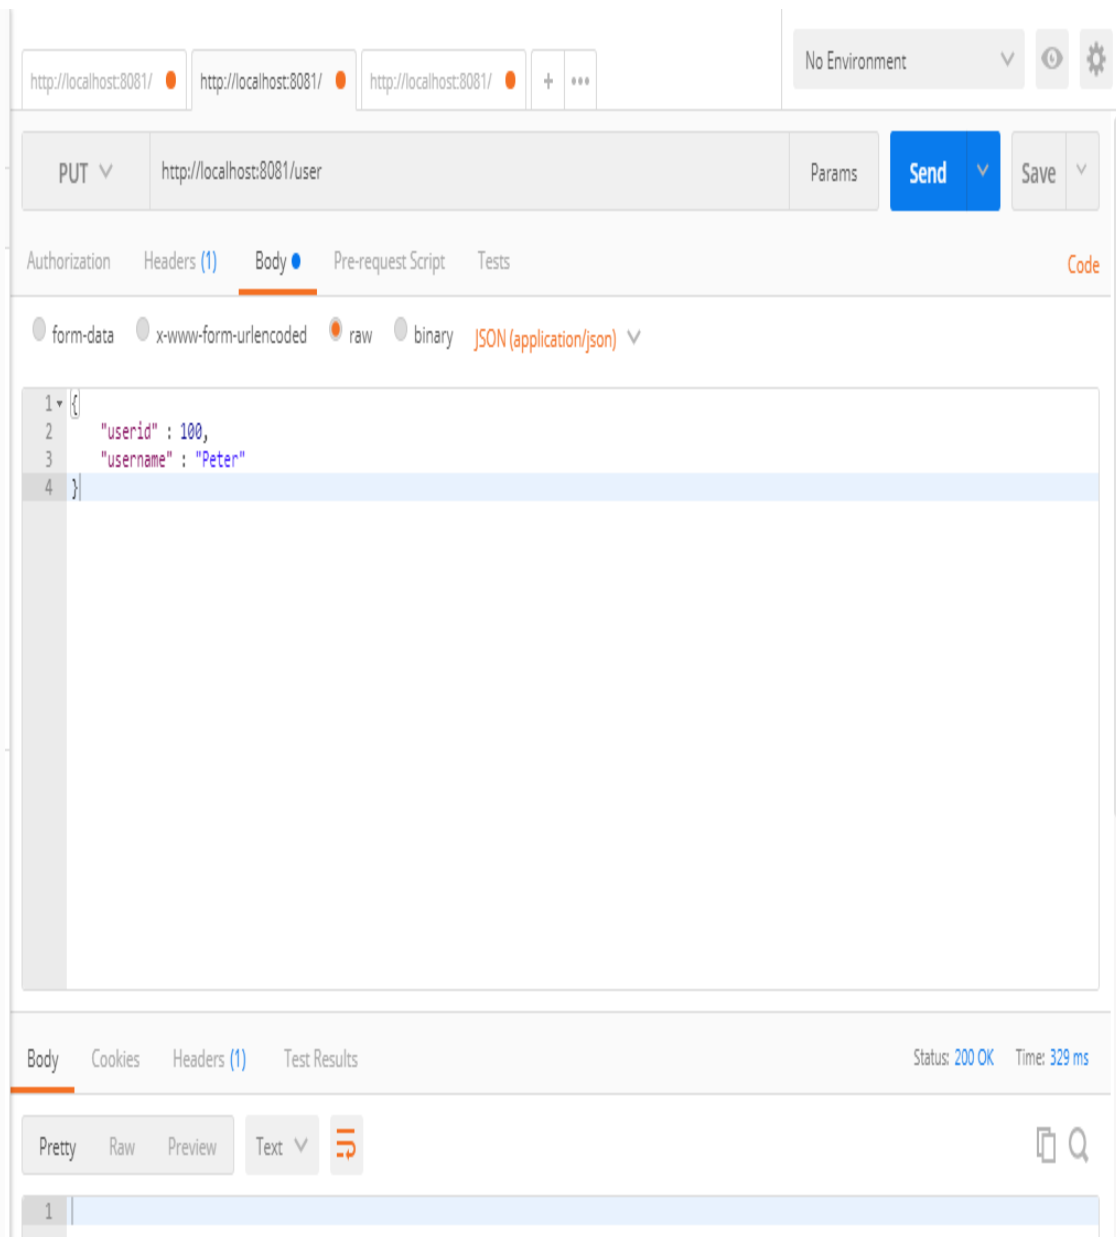 http://localhost:8081/ http://localhost:8081/ http://localhost:8081/ + ••• No Environment
PUT http://localhost:8081/user Params Send Save
Authorization Headers (1) Body Pre-request Script Tests Code
form-data x-www-form-urlencoded raw binary JSON (application/json)
1 {
2 "userid" : 100,
3 "username" : "Peter"
4 }
Body Cookies Headers (1) Test Results Status: 200 OK Time: 329 ms
Pretty Raw Preview Text
1